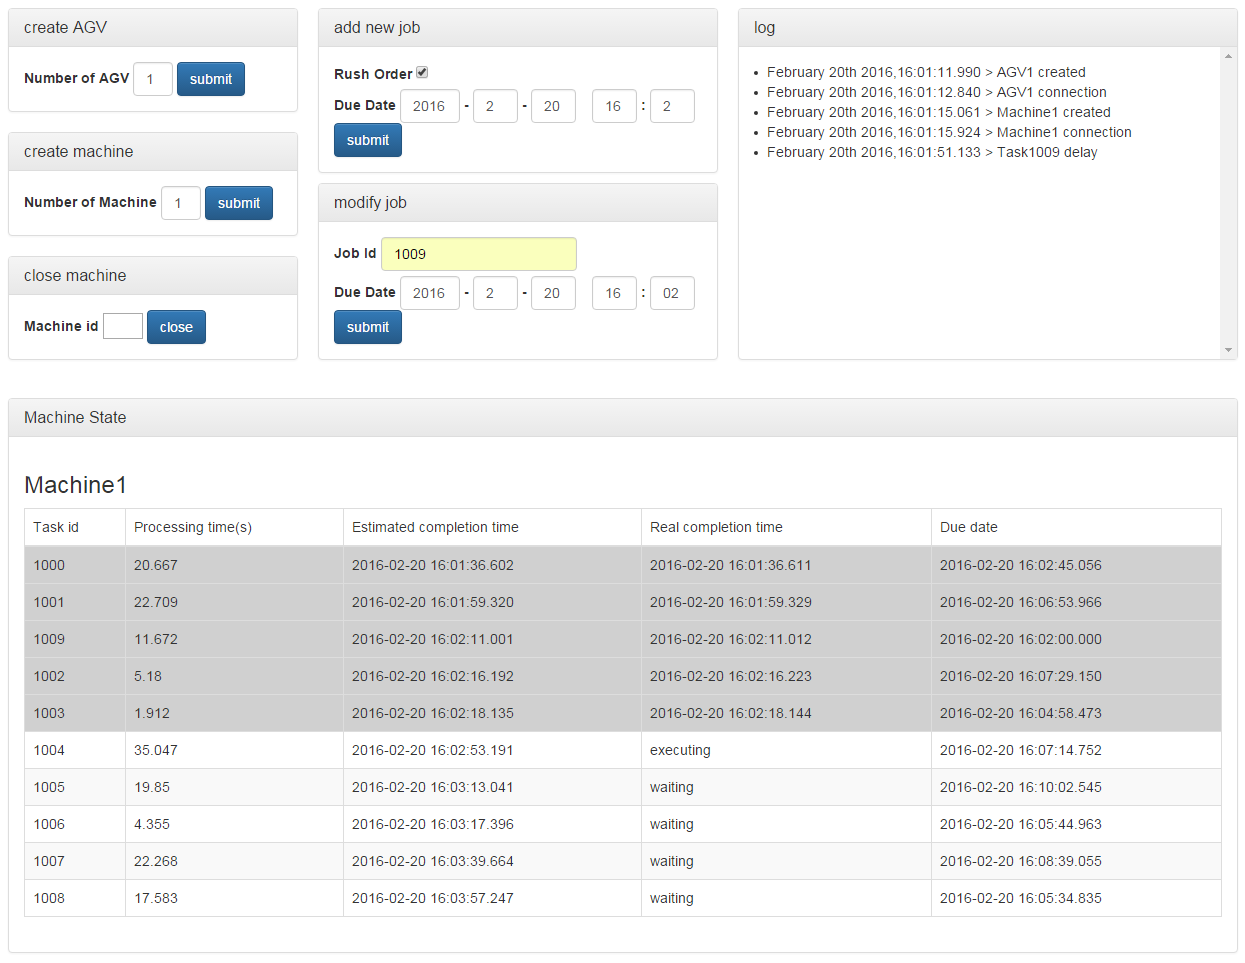 create AGV
Number of AGV 1 submit
create machine
Number of Machine 1 submit
close machine
Machine id close
add new job
Rush Order
Due Date 2016 - 2 - 20 16 : 2
submit
modify job
Job Id 1009
Due Date 2016 - 2 - 20 16 : 02
submit
log
• February 20th 2016,16:01:11.990 > AGV1 created
• February 20th 2016,16:01:12.840 > AGV1 connection
• February 20th 2016,16:01:15.061 > Machine1 created
• February 20th 2016,16:01:15.924 > Machine1 connection
• February 20th 2016,16:01:51.133 > Task1009 delay
Machine State
Machine1
Task id Processing time(s) Estimated completion time Real completion time Due date
1000 20.667 2016-02-20 16:01:36.602 2016-02-20 16:01:36.611 2016-02-20 16:02:45.056
1001 22.709 2016-02-20 16:01:59.320 2016-02-20 16:01:59.329 2016-02-20 16:06:53.966
1009 11.672 2016-02-20 16:02:11.001 2016-02-20 16:02:11.012 2016-02-20 16:02:00.000
1002 5.18 2016-02-20 16:02:16.192 2016-02-20 16:02:16.223 2016-02-20 16:07:29.150
1003 1.912 2016-02-20 16:02:18.135 2016-02-20 16:02:18.144 2016-02-20 16:04:58.473
1004 35.047 2016-02-20 16:02:53.191 executing 2016-02-20 16:07:14.752
1005 19.85 2016-02-20 16:03:13.041 waiting 2016-02-20 16:10:02.545
1006 4.355 2016-02-20 16:03:17.396 waiting 2016-02-20 16:05:44.963
1007 22.268 2016-02-20 16:03:39.664 waiting 2016-02-20 16:08:39.055
1008 17.583 2016-02-20 16:03:57.247 waiting 2016-02-20 16:05:34.835